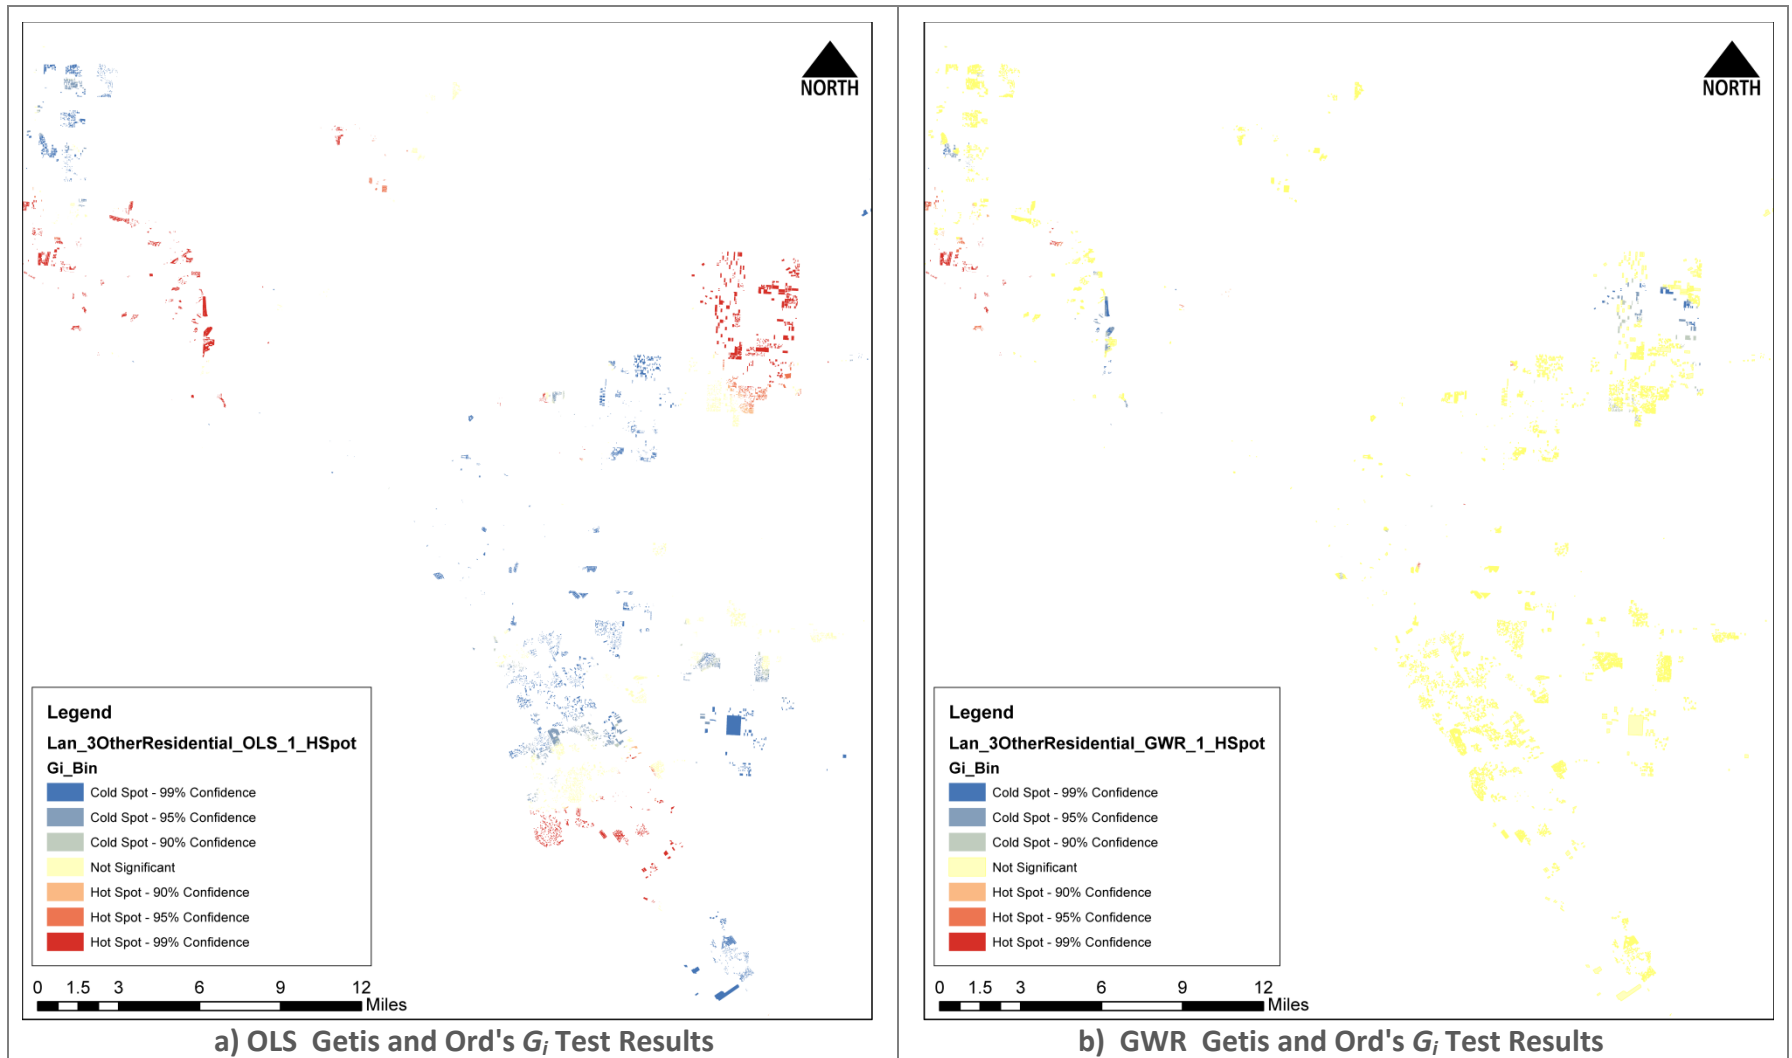 NORTH
Legend
Lan_3OtherResidential_OLS_1_HSpot
Gi_Bin
Cold Spot - 99% Confidence
Cold Spot - 95% Confidence
Cold Spot - 90% Confidence
Not Significant
Hot Spot - 90% Confidence
Hot Spot - 95% Confidence
Hot Spot - 99% Confidence
0 1.5 3 6 9 12
Miles
a) OLS Getis and Ord's Gi Test Results
NORTH
Legend
Lan_3OtherResidential_GWR_1_HSpot
Gi_Bin
Cold Spot - 99% Confidence
Cold Spot - 95% Confidence
Cold Spot - 90% Confidence
Not Significant
Hot Spot - 90% Confidence
Hot Spot - 95% Confidence
Hot Spot - 99% Confidence
0 1.5 3 6 9 12
Miles
b) GWR Getis and Ord's Gi Test Results